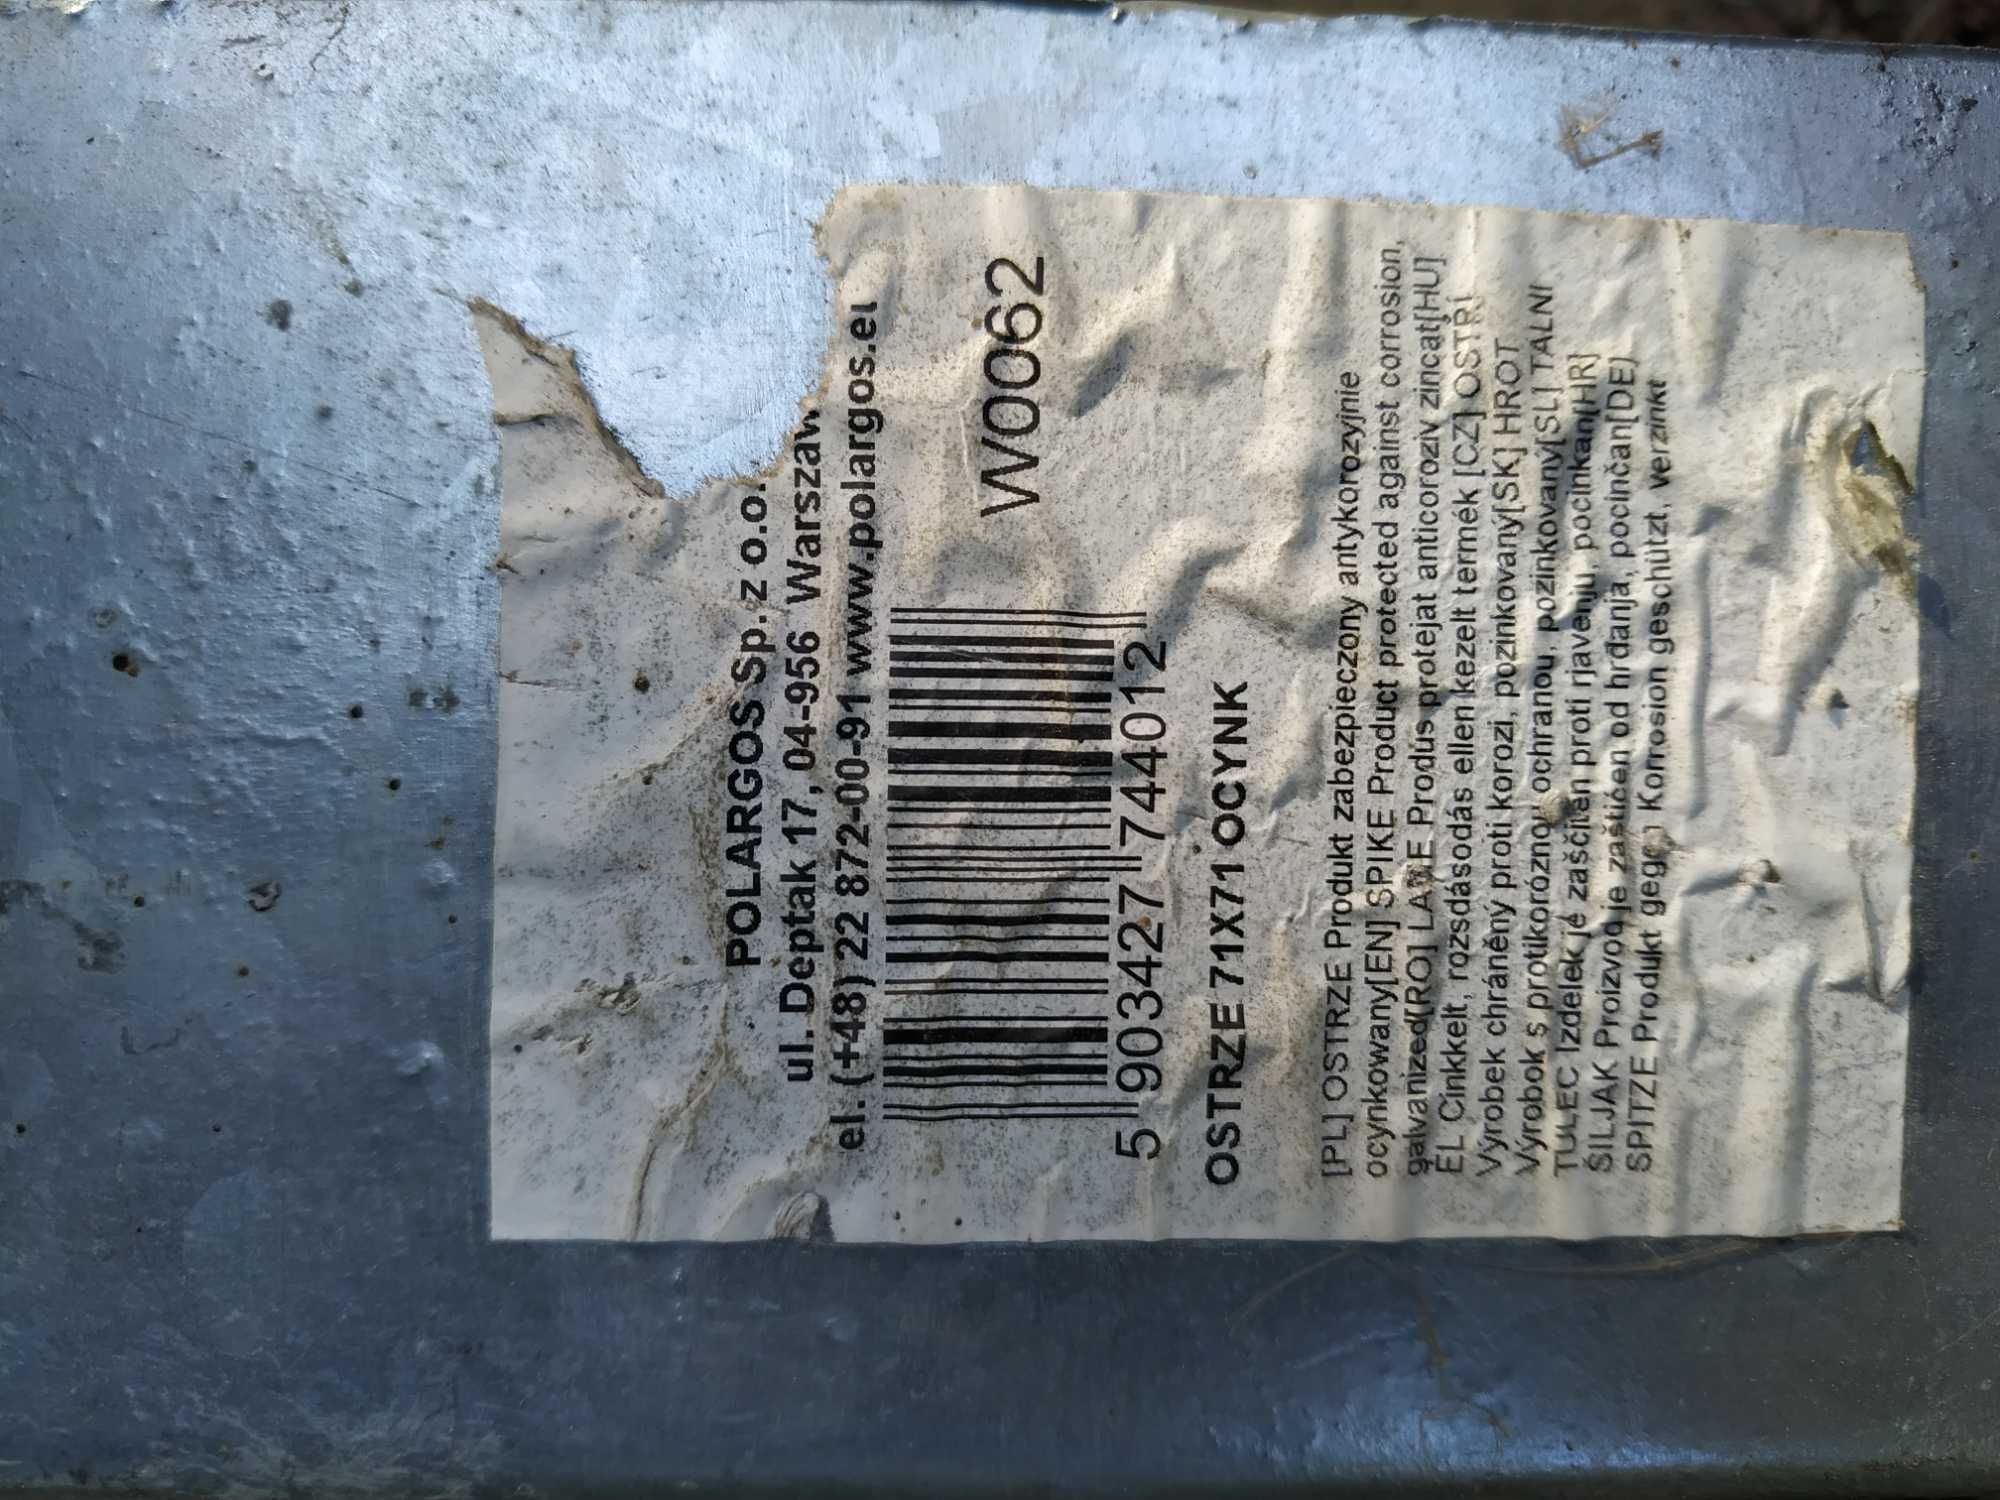 POLARGOS Sp. z o.o.
ul. Deptak 17, 04-956 Warszaw
el. (+48) 22 872-00-91 www.polargos.eu
W0062
5 903427 744012
OSTRZE 71X71 OCYNK
[PL] OSTRZE Produkt zabezpieczony antykorozyjnie
ocynkowany[EN] SPIKE Product protected against corrosion,
galvanized[RO] LAME Produs protejat anticoroziv zincat[HU]
ÉL Cinkkelt, rozsdásodás ellen kezelt termék [CZ] OSTŘÍ
Výrobek chráněný proti korozi, pozinkovaný[SK] HROT
Výrobok s protikoróznou ochranou, pozinkovaný[SL] TALNI
TULEC Izdelek je zaščiten proti rjavenju, pocinkan[HR]
ŠILJAK Proizvod je zaštićen od hrđanja, pocinčan[DE]
SPITZE Produkt gegen Korrosion geschützt, verzinkt